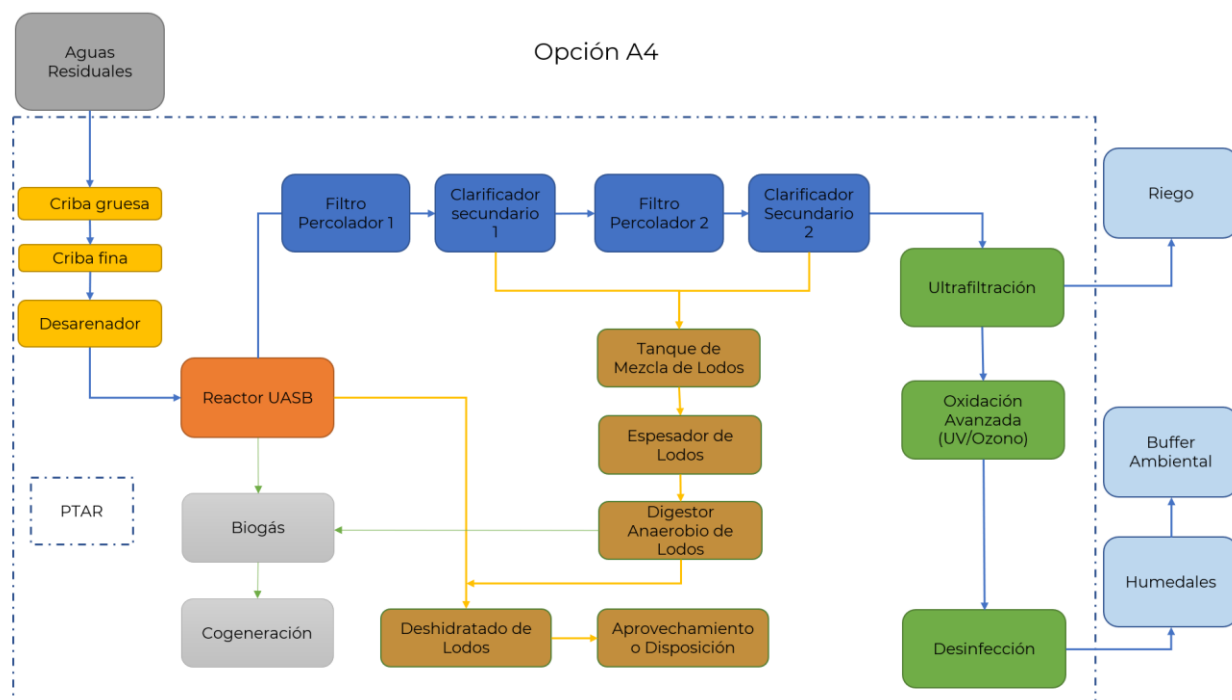 Opción A4
Aguas
Residuales
Criba gruesa
Criba fina
Desarenador
Reactor UASB
Filtro
Percolador 1
Clarificador
secundario
1
Filtro
Percolador 2
Clarificador
Secundario
2
Ultrafiltración
Riego
Tanque de
Mezcla de Lodos
Espesador de
Lodos
Digestor
Anaerobio de
Lodos
Oxidación
Avanzada
(UV/Ozono)
Buffer
Ambiental
PTAR
Biogás
Humedales
Cogeneración
Deshidratado de
Lodos
Aprovechamiento
o Disposición
Desinfección